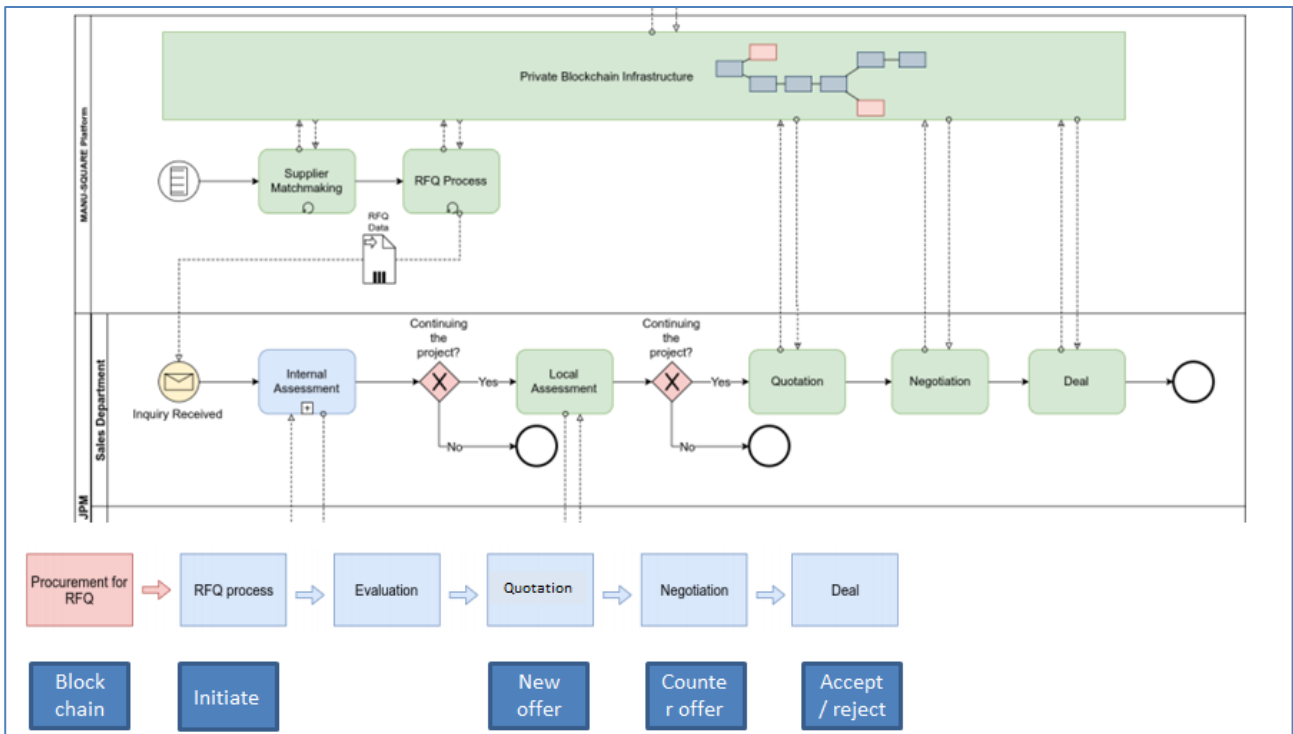 MANU-SQUARE Platform
Private Blockchain Infrastructure
Supplier
Matchmaking
RFQ Process
RFQ
Data
JPM
Sales Department
Inquiry Received
Internal
Assessment
Continuing
the
project?
Yes
No
Local
Assessment
Continuing
the
project?
Yes
No
Quotation
Negotiation
Deal
Procurement for
RFQ
RFQ process
Evaluation
Quotation
Negotiation
Deal
Block
chain
Initiate
New
offer
Counte
r offer
Accept
/ reject